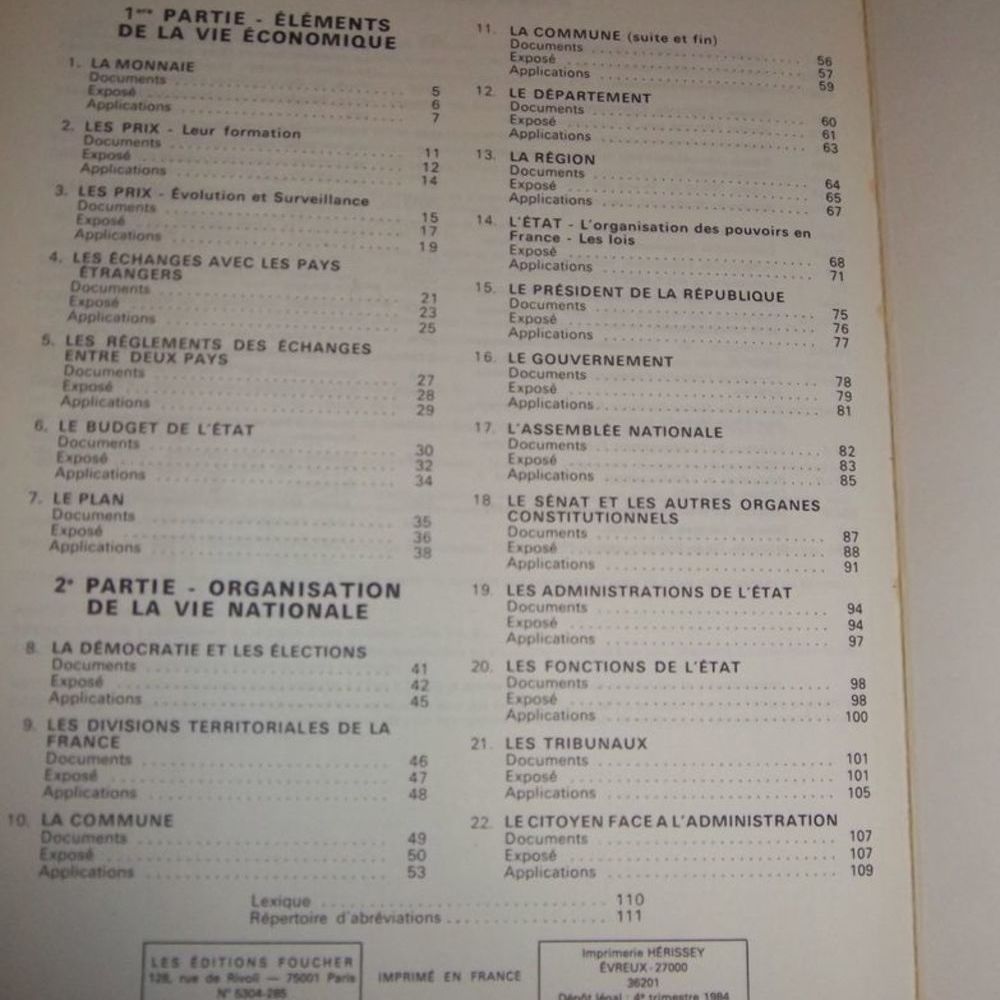 1ère PARTIE - ÉLÉMENTS
DE LA VIE ÉCONOMIQUE
1. LA MONNAIE
Documents 5
Exposé 6
Applications 7
2. LES PRIX - Leur formation
Documents 11
Exposé 12
Applications 14
3. LES PRIX - Évolution et Surveillance
Documents 15
Exposé 17
Applications 19
4. LES ÉCHANGES AVEC LES PAYS
ÉTRANGERS
Documents 21
Exposé 23
Applications 25
5. LES RÈGLEMENTS DES ÉCHANGES
ENTRE DEUX PAYS
Documents 27
Exposé 28
Applications 29
6. LE BUDGET DE L'ÉTAT
Documents 30
Exposé 32
Applications 34
7. LE PLAN
Documents 35
Exposé 36
Applications 38
2e PARTIE - ORGANISATION
DE LA VIE NATIONALE
8. LA DÉMOCRATIE ET LES ÉLECTIONS
Documents 41
Exposé 42
Applications 45
9. LES DIVISIONS TERRITORIALES DE LA
FRANCE
Documents 46
Exposé 47
Applications 48
10. LA COMMUNE
Documents 49
Exposé 50
Applications 53
11. LA COMMUNE (suite et fin)
Documents 56
Exposé 57
Applications 59
12. LE DÉPARTEMENT
Documents 60
Exposé 61
Applications 63
13. LA RÉGION
Documents 64
Exposé 65
Applications 67
14. L'ÉTAT - L'organisation des pouvoirs en
France - Les lois
Exposé 68
Applications 71
15. LE PRÉSIDENT DE LA RÉPUBLIQUE
Documents 75
Exposé 76
Applications 77
16. LE GOUVERNEMENT
Documents 78
Exposé 79
Applications 81
17. L'ASSEMBLÉE NATIONALE
Documents 82
Exposé 83
Applications 85
18. LE SÉNAT ET LES AUTRES ORGANES
CONSTITUTIONNELS
Documents 87
Exposé 88
Applications 91
19. LES ADMINISTRATIONS DE L'ÉTAT
Documents 94
Exposé 94
Applications 97
20. LES FONCTIONS DE L'ÉTAT
Documents 98
Exposé 98
Applications 100
21. LES TRIBUNAUX
Documents 101
Exposé 101
Applications 105
22. LE CITOYEN FACE A L'ADMINISTRATION
Documents 107
Exposé 107
Applications 109
Lexique 110
Répertoire d'abréviations 111
LES ÉDITIONS FOUCHER
128, rue de Rivoli — 75001 Paris
N° 5304-285
IMPRIMÉ EN FRANCE
Imprimerie HÉRISSEY
ÉVREUX - 27000
36201
Dépôt légal : 4e trimestre 1984